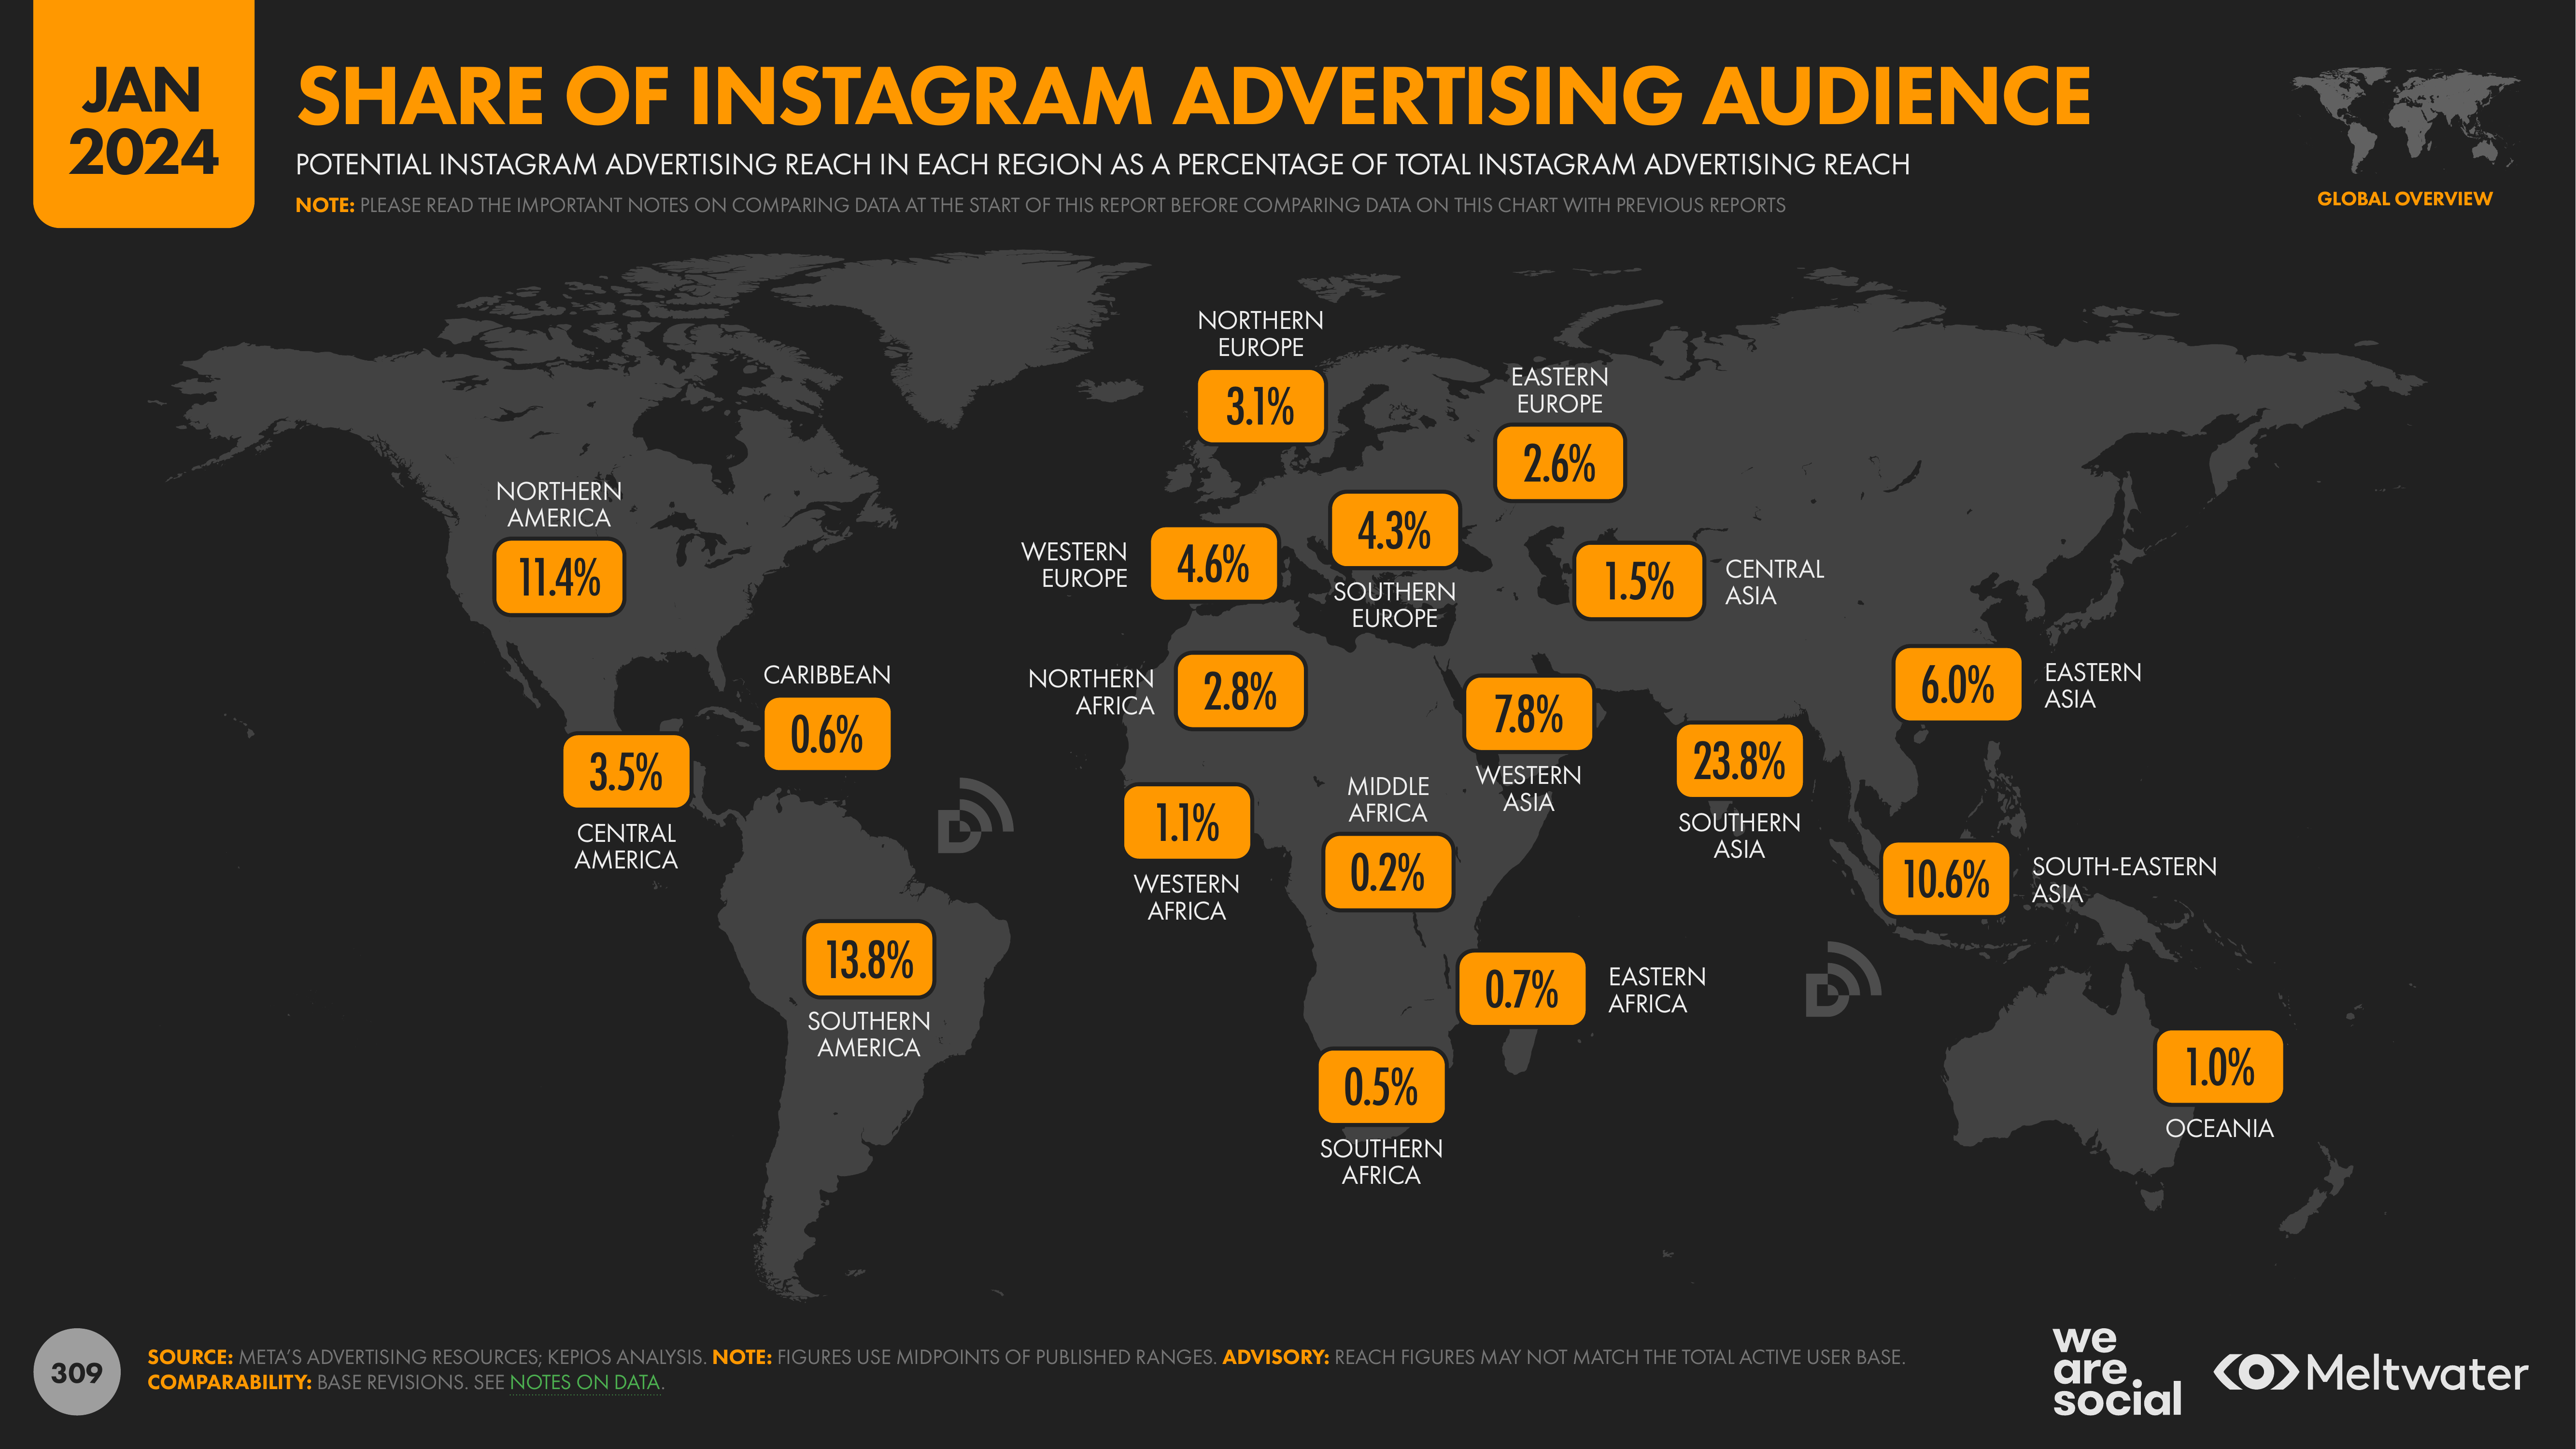 JAN
2024
SHARE OF INSTAGRAM ADVERTISING AUDIENCE
POTENTIAL INSTAGRAM ADVERTISING REACH IN EACH REGION AS A PERCENTAGE OF TOTAL INSTAGRAM ADVERTISING REACH
NOTE: PLEASE READ THE IMPORTANT NOTES ON COMPARING DATA AT THE START OF THIS REPORT BEFORE COMPARING DATA ON THIS CHART WITH PREVIOUS REPORTS
GLOBAL OVERVIEW
NORTHERN
EUROPE
3.1%
EASTERN
EUROPE
2.6%
NORTHERN
AMERICA
11.4%
WESTERN
EUROPE
4.6%
4.3%
SOUTHERN
EUROPE
1.5%
CENTRAL
ASIA
CARIBBEAN
0.6%
NORTHERN
AFRICA
2.8%
7.8%
WESTERN
ASIA
6.0%
EASTERN
ASIA
3.5%
CENTRAL
AMERICA
23.8%
SOUTHERN
ASIA
1.1%
WESTERN
AFRICA
MIDDLE
AFRICA
0.2%
10.6%
SOUTH-EASTERN
ASIA
13.8%
SOUTHERN
AMERICA
0.7%
EASTERN
AFRICA
0.5%
SOUTHERN
AFRICA
1.0%
OCEANIA
309
SOURCE: META'S ADVERTISING RESOURCES; KEPIOS ANALYSIS. NOTE: FIGURES USE MIDPOINTS OF PUBLISHED RANGES. ADVISORY: REACH FIGURES MAY NOT MATCH THE TOTAL ACTIVE USER BASE.
COMPARABILITY: BASE REVISIONS. SEE NOTES ON DATA.
we
are
social
Meltwater